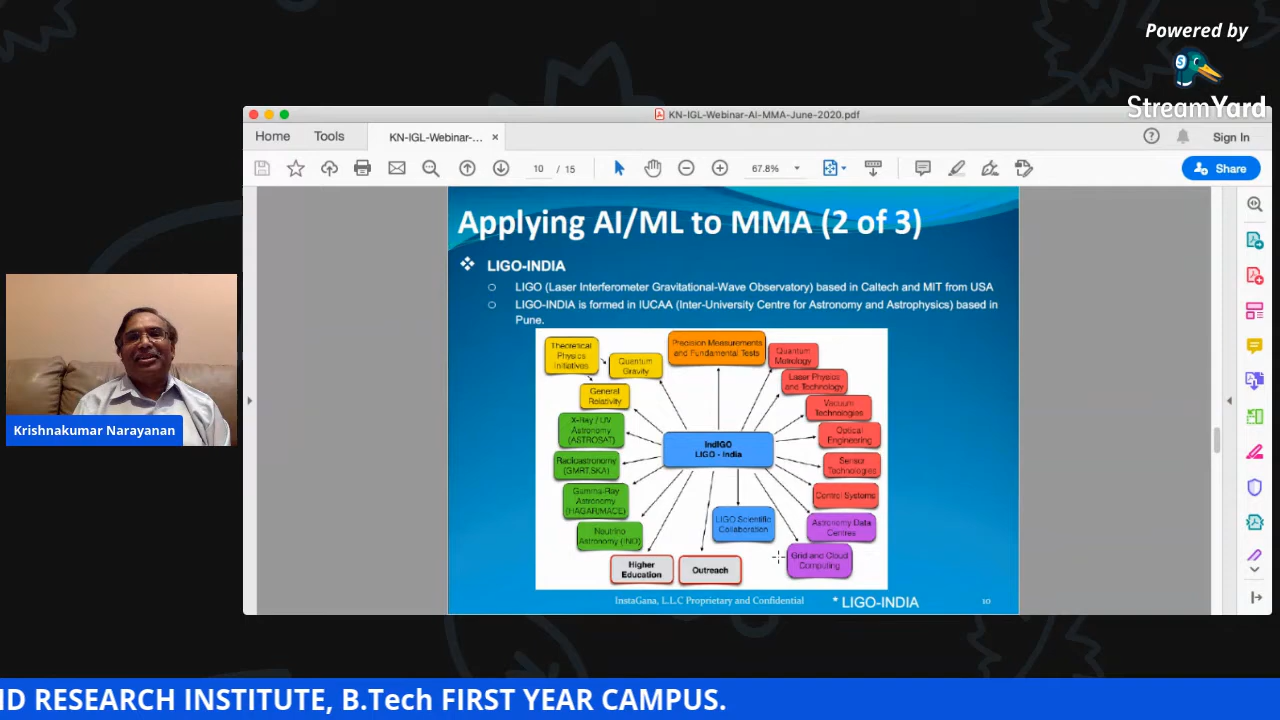 Powered by
StreamYard
KN-IGL-Webinar-AI-MMA-June-2020.pdf
Home
Tools
KN-IGL-Webinar-...
×
Sign In
10 / 15
67.8%
Share
Applying AI/ML to MMA (2 of 3)
LIGO-INDIA
LIGO (Laser Interferometer Gravitational-Wave Observatory) based in Caltech and MIT from USA
LIGO-INDIA is formed in IUCAA (Inter-University Centre for Astronomy and Astrophysics) based in
Pune.
Theoretical
Physics
Initiatives
Quantum
Gravity
General
Relativity
Precision Measurements
and Fundamental Tests
Quantum
Metrology
Laser Physics
and Technology
Vacuum
Technologies
Optical
Engineering
Sensor
Technologies
Control Systems
Astronomy Data
Centres
Grid and Cloud
Computing
X-Ray / UV
Astronomy
(ASTROSAT)
Radioastronomy
(GMRT,SKA)
Gamma-Ray
Astronomy
(HAGAR/MACE)
Neutrino
Astronomy (INO)
IndIGO
LIGO - India
LIGO Scientific
Collaboration
Higher
Education
Outreach
InstaGana, L.L.C Proprietary and Confidential
* LIGO-INDIA
10
Krishnakumar Narayanan
ND RESEARCH INSTITUTE, B.Tech FIRST YEAR CAMPUS.